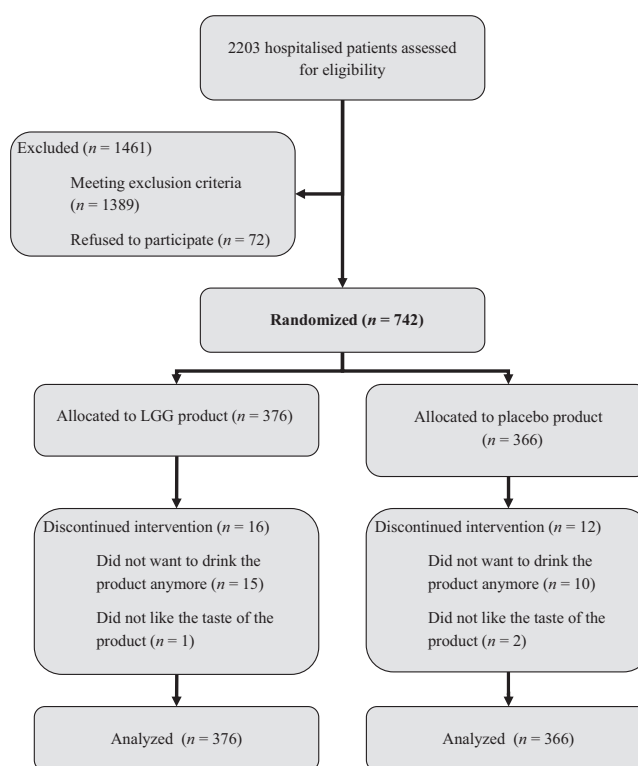 2203 hospitalised patients assessed
for eligibility
Excluded (n = 1461)
Meeting exclusion criteria
(n = 1389)
Refused to participate (n = 72)
Randomized (n = 742)
Allocated to LGG product (n = 376)
Allocated to placebo product
(n = 366)
Discontinued intervention (n = 16)
Did not want to drink the
product anymore (n = 15)
Did not like the taste of the
product (n = 1)
Discontinued intervention (n = 12)
Did not want to drink the
product anymore (n = 10)
Did not like the taste of the
product (n = 2)
Analyzed (n = 376)
Analyzed (n = 366)